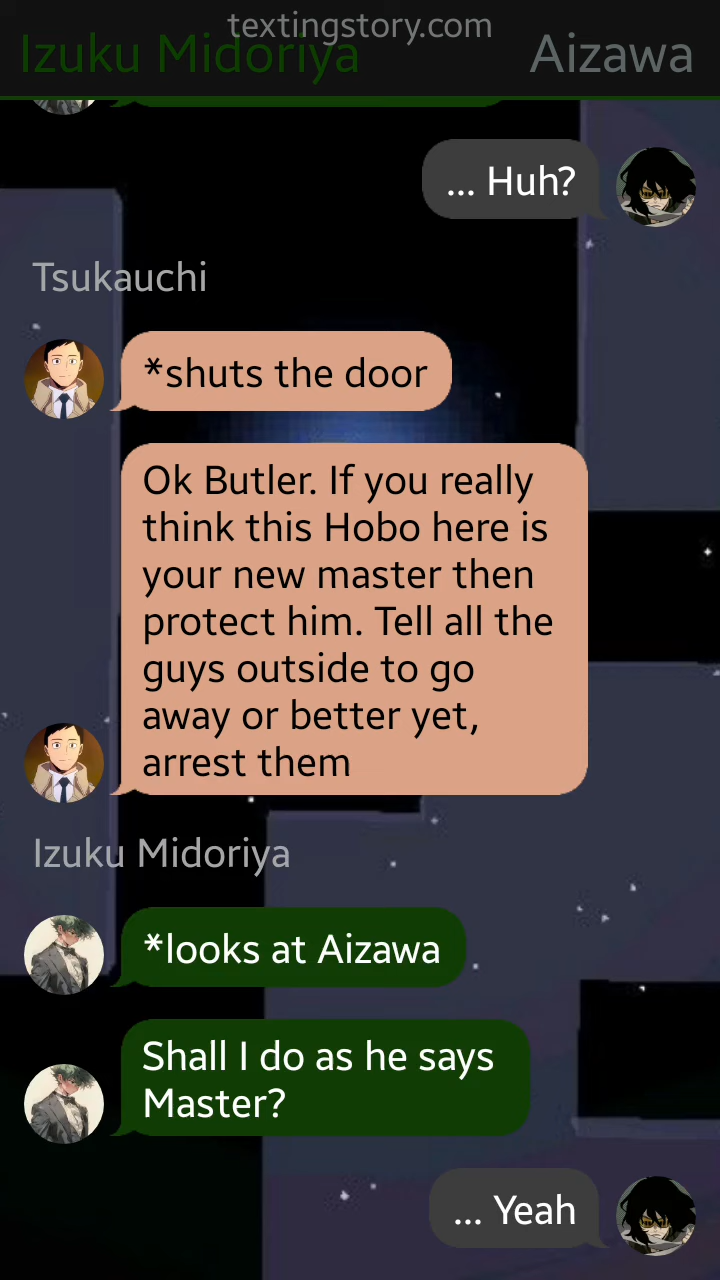 textingstory.com
Izuku Midoriya
Aizawa
... Huh?
Tsukauchi
*shuts the door
Ok Butler. If you really
think this Hobo here is
your new master then
protect him. Tell all the
guys outside to go
away or better yet,
arrest them
Izuku Midoriya
*looks at Aizawa
Shall I do as he says
Master?
... Yeah